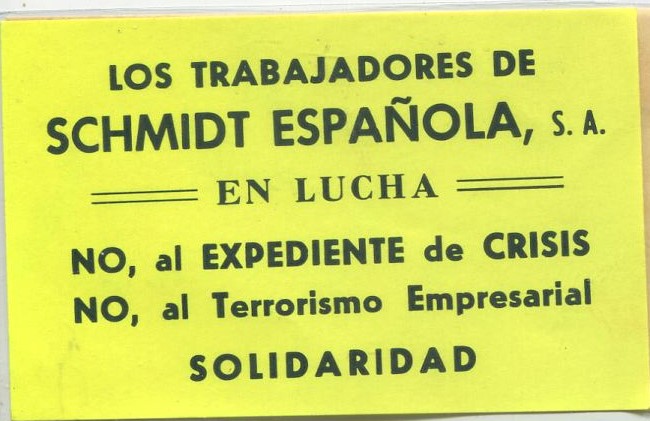 LOS TRABAJADORES DE
SCHMIDT ESPAÑOLA, S. A.
EN LUCHA
NO, al EXPEDIENTE de CRISIS
NO, al Terrorismo Empresarial
SOLIDARIDAD